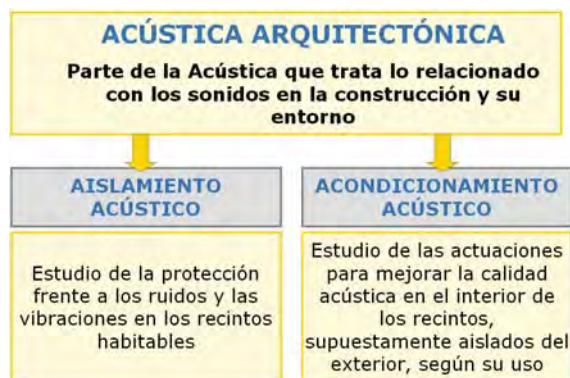 ACÚSTICA ARQUITECTÓNICA
Parte de la Acústica que trata lo relacionado
con los sonidos en la construcción y su
entorno
AISLAMIENTO
ACÚSTICO
Estudio de la protección
frente a los ruidos y las
vibraciones en los recintos
habitables
ACONDICIONAMIENTO
ACÚSTICO
Estudio de las actuaciones
para mejorar la calidad
acústica en el interior de
los recintos,
supuestamente aislados del
exterior, según su uso